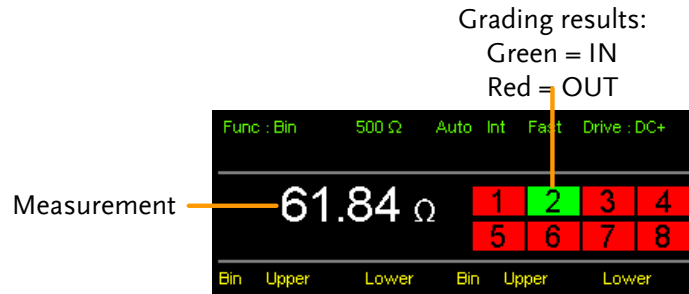 Grading results:
Green = IN
Red = OUT
Func : Bin 500 Ω Auto Int Fast Drive : DC+
Measurement
61.84 Ω
1 2 3 4
5 6 7 8
Bin Upper Lower Bin Upper Lower